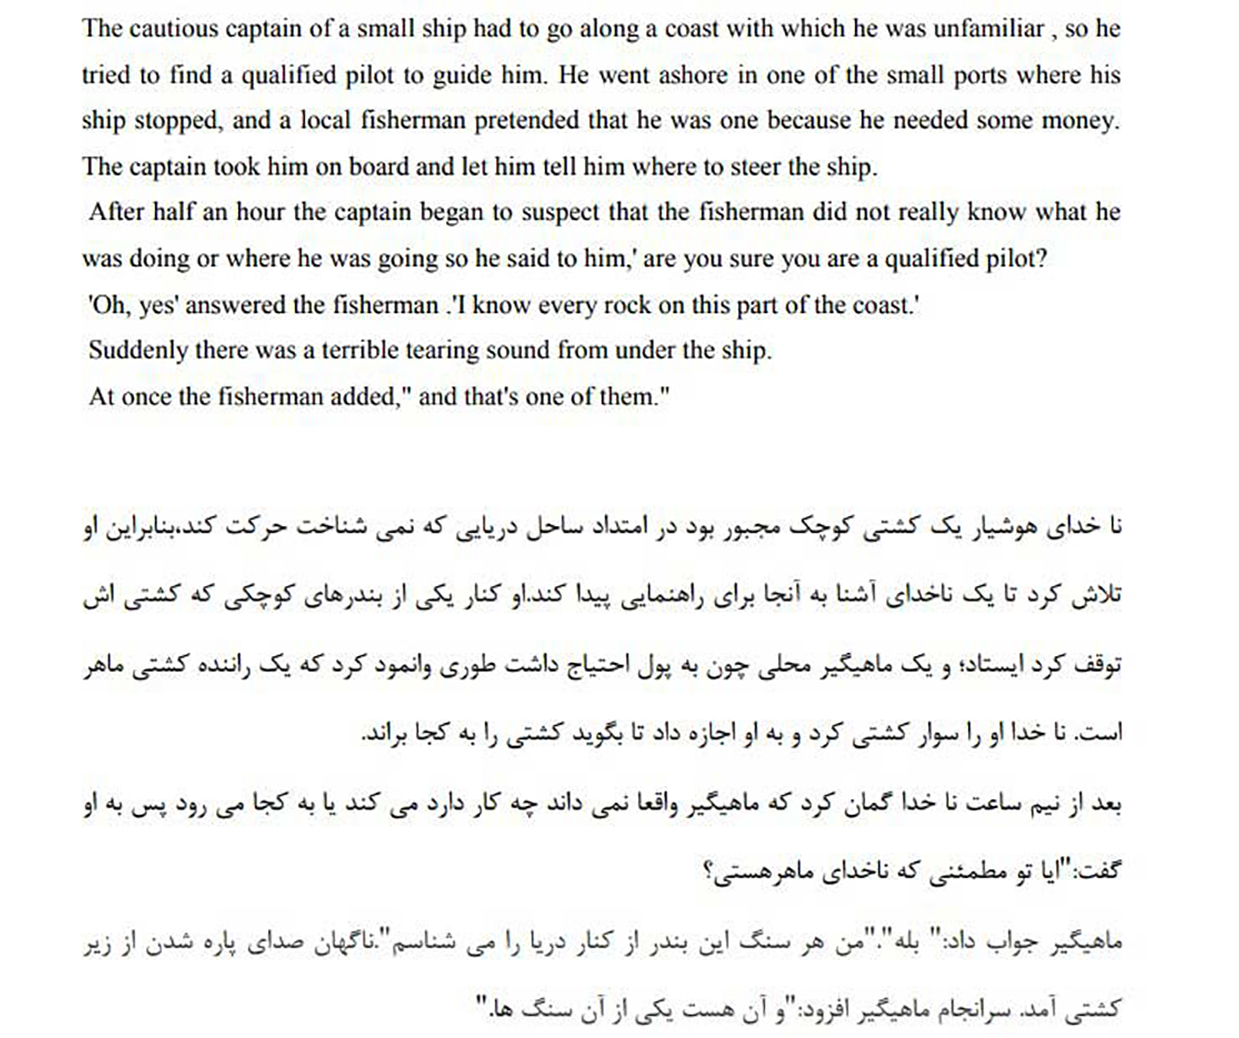 The cautious captain of a small ship had to go along a coast with which he was unfamiliar , so he
tried to find a qualified pilot to guide him. He went ashore in one of the small ports where his
ship stopped, and a local fisherman pretended that he was one because he needed some money.
The captain took him on board and let him tell him where to steer the ship.
After half an hour the captain began to suspect that the fisherman did not really know what he
was doing or where he was going so he said to him,' are you sure you are a qualified pilot?
'Oh, yes' answered the fisherman .'I know every rock on this part of the coast.'
Suddenly there was a terrible tearing sound from under the ship.
At once the fisherman added," and that's one of them."
نا خدای هوشیار یک کشتی کوچک مجبور بود در امتداد ساحل دریایی که نمی شناخت حرکت کند،بنابراین او
تلاش کرد تا یک ناخدای آشنا به آنجا برای راهنمایی پیدا کند.او کنار یکی از بندرهای کوچکی که کشتی اش
توقف کرد ایستاد؛ و یک ماهیگیر محلی چون به پول احتیاج داشت طوری وانمود کرد که یک راننده کشتی ماهر
است. نا خدا او را سوار کشتی کرد و به او اجازه داد تا بگوید کشتی را به کجا براند.
بعد از نیم ساعت نا خدا گمان کرد که ماهیگیر واقعا نمی داند چه کار دارد می کند یا به کجا می رود پس به او
گفت:"ایا تو مطمئنی که ناخدای ماهرهستی؟
ماهیگیر جواب داد:" بله"."من هر سنگ این بندر از کنار دریا را می شناسم".ناگهان صدای پاره شدن از زیر
کشتی آمد. سرانجام ماهیگیر افزود:"و آن هست یکی از آن سنگ ها."